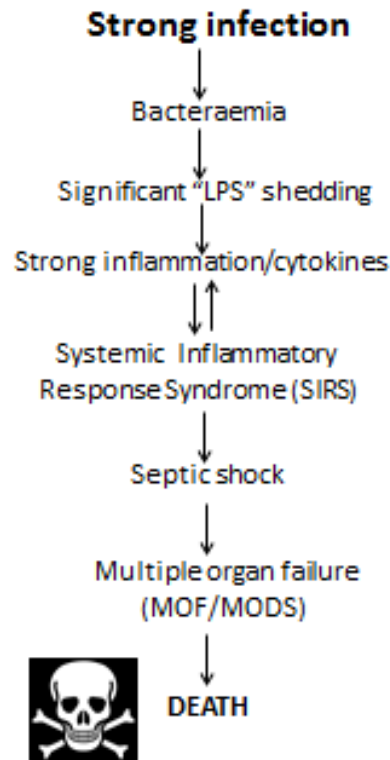 Strong infection
Bacteraemia
Significant "LPS" shedding
Strong inflammation/cytokines
Systemic Inflammatory
Response Syndrome (SIRS)
Septic shock
Multiple organ failure
(MOF/MODS)
DEATH